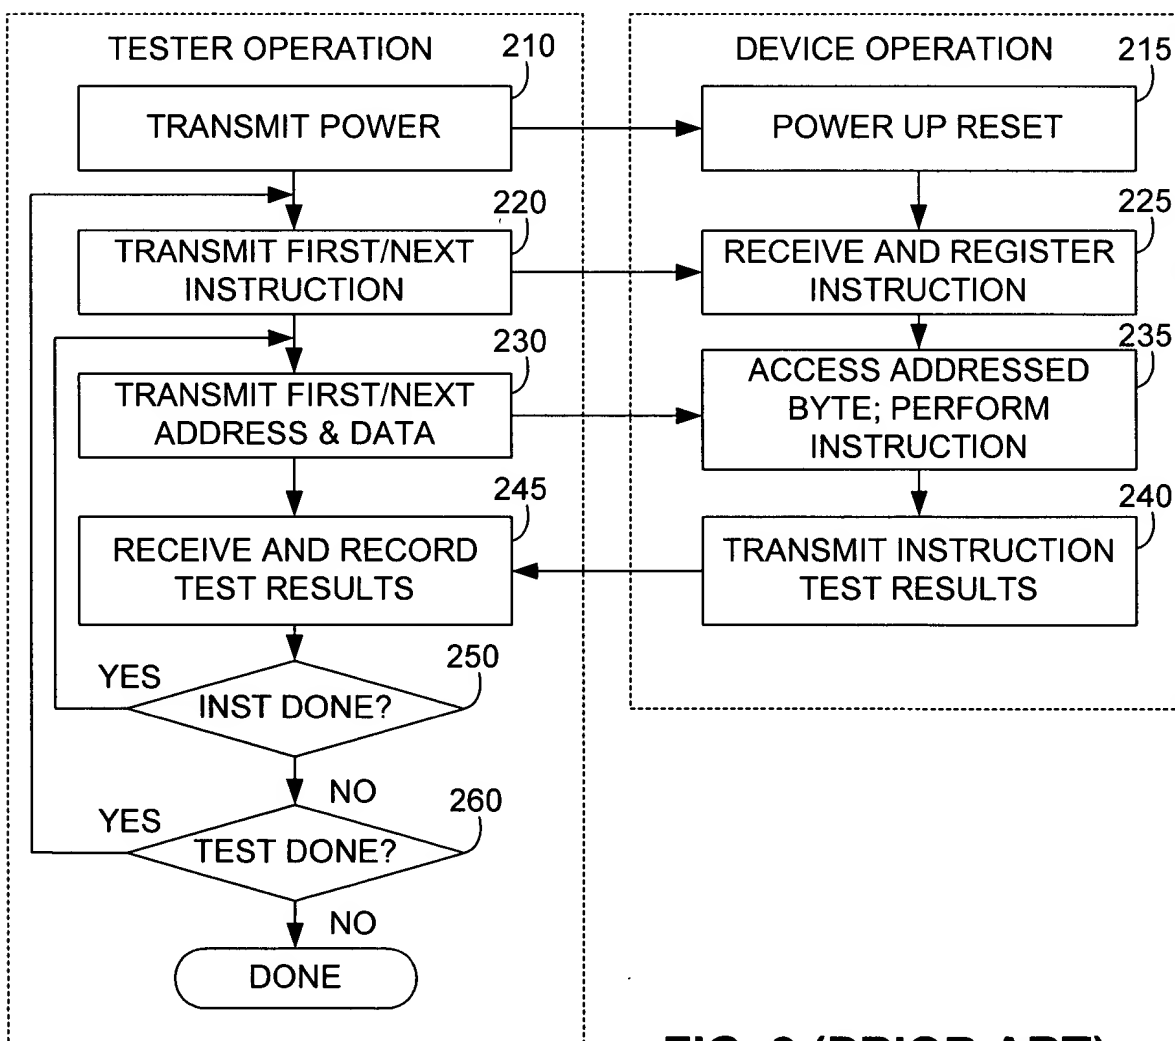 TESTER OPERATION
210
TRANSMIT POWER
220
TRANSMIT FIRST/NEXT
INSTRUCTION
230
TRANSMIT FIRST/NEXT
ADDRESS & DATA
245
RECEIVE AND RECORD
TEST RESULTS
YES
250
INST DONE?
NO
YES
260
TEST DONE?
NO
DONE
DEVICE OPERATION
215
POWER UP RESET
225
RECEIVE AND REGISTER
INSTRUCTION
235
ACCESS ADDRESSED
BYTE; PERFORM
INSTRUCTION
240
TRANSMIT INSTRUCTION
TEST RESULTS
(PRIOR ART)